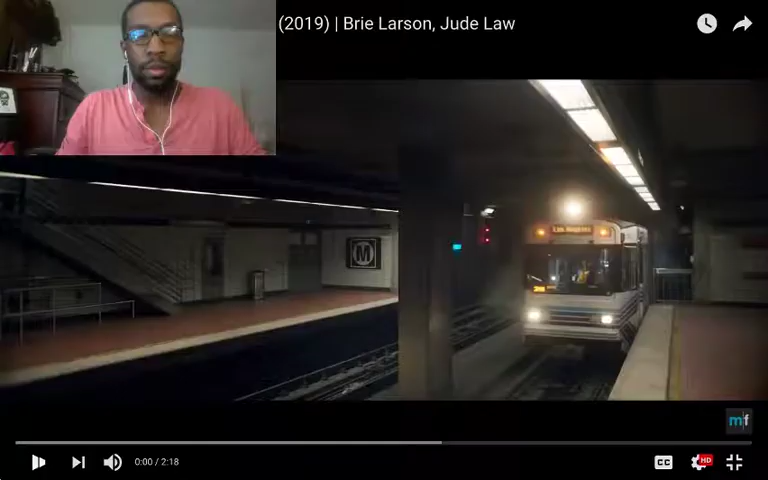 (2019) | Brie Larson, Jude Law
Los Angeles
M
mf
0:00 / 2:18
CC
HD